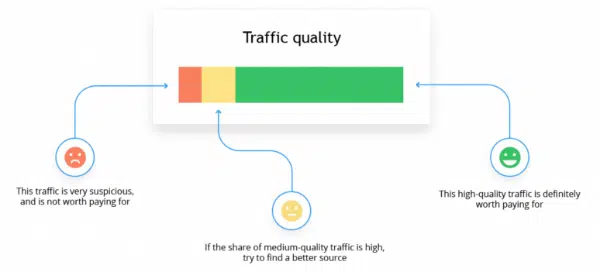 Traffic quality
This traffic is very suspicious,
and is not worth paying for
This high-quality traffic is definitely
worth paying for
If the share of medium-quality traffic is high,
try to find a better source